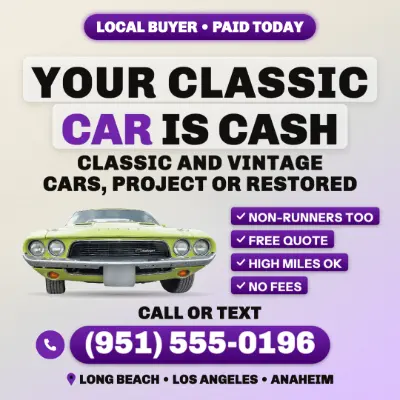 LOCAL BUYER • PAID TODAY
YOUR CLASSIC
CAR IS CASH
CLASSIC AND VINTAGE
CARS, PROJECT OR RESTORED
NON-RUNNERS TOO
FREE QUOTE
HIGH MILES OK
NO FEES
CALL OR TEXT
(951) 555-0196
LONG BEACH • LOS ANGELES • ANAHEIM